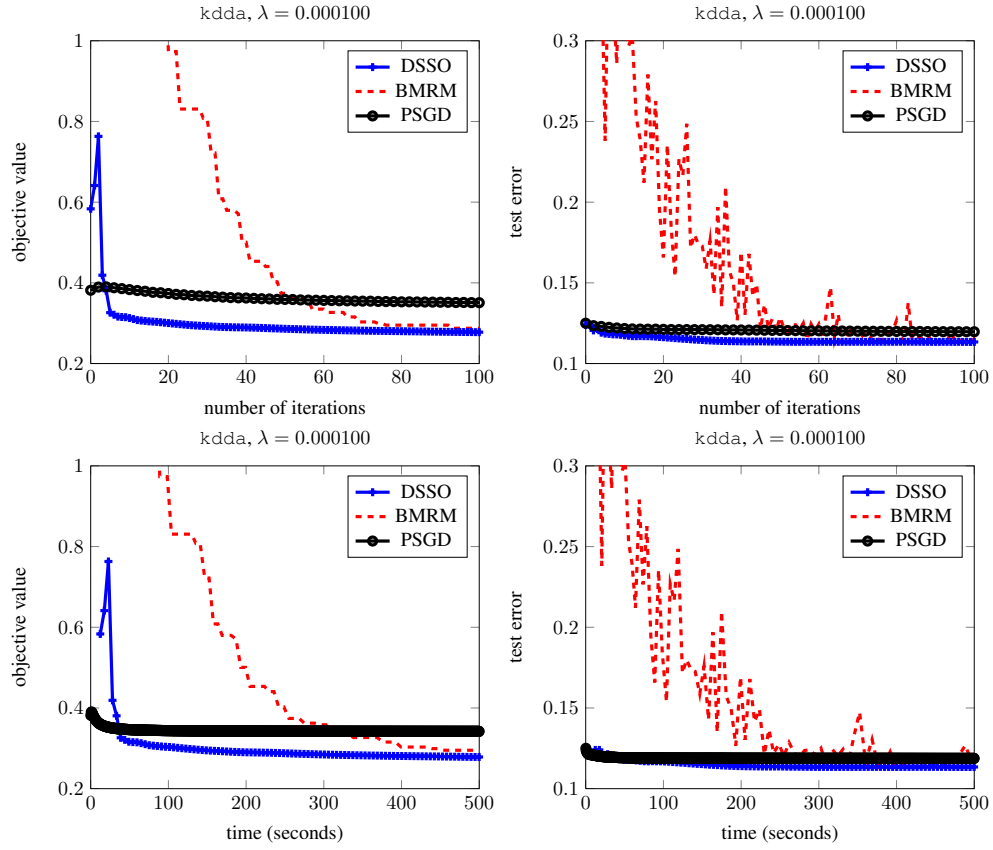 kdda, λ = 0.000100
objective value
1
0.8
0.6
0.4
0.2
0 20 40 60 80 100
number of iterations
DSSO
BMRM
PSGD
kdda, λ = 0.000100
test error
0.3
0.25
0.2
0.15
0.1
0 20 40 60 80 100
number of iterations
DSSO
BMRM
PSGD
kdda, λ = 0.000100
objective value
1
0.8
0.6
0.4
0.2
0 100 200 300 400 500
time (seconds)
DSSO
BMRM
PSGD
kdda, λ = 0.000100
test error
0.3
0.25
0.2
0.15
0.1
0 100 200 300 400 500
time (seconds)
DSSO
BMRM
PSGD